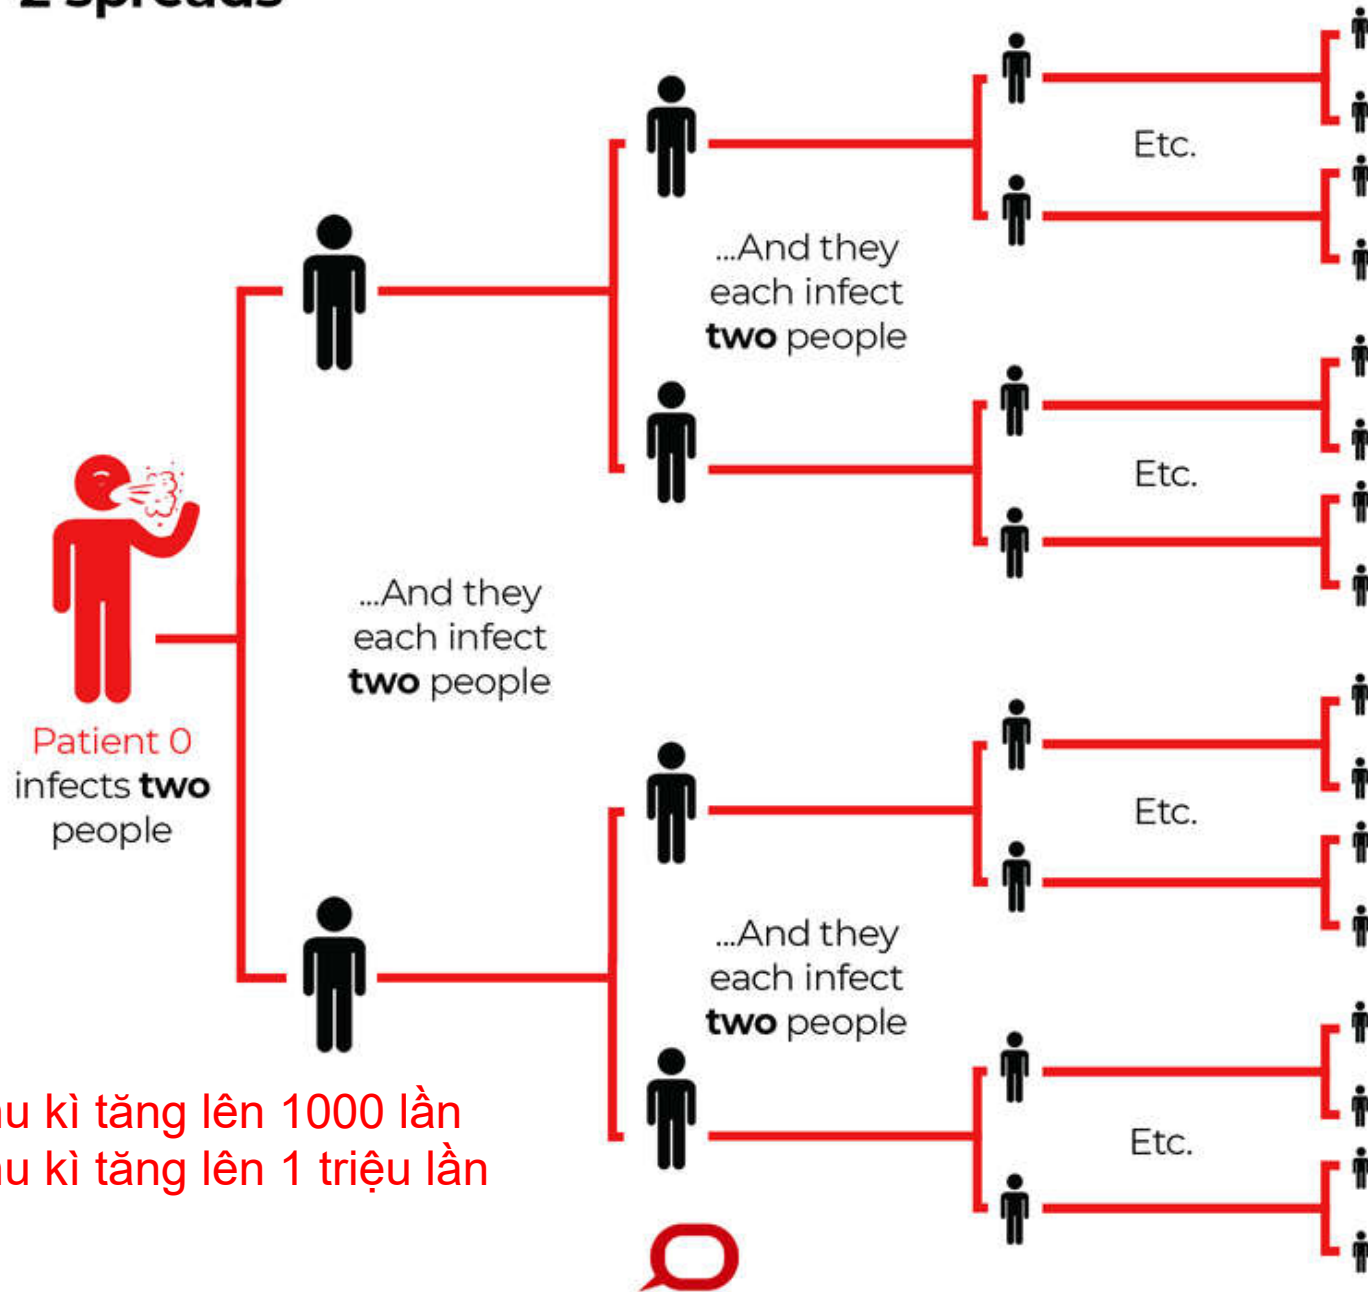 2 spreads
Etc.
...And they
each infect
two people
Etc.
...And they
each infect
two people
Patient 0
infects two
people
Etc.
...And they
each infect
two people
kì tăng lên 1000 lần
kì tăng lên 1 triệu lần
Etc.